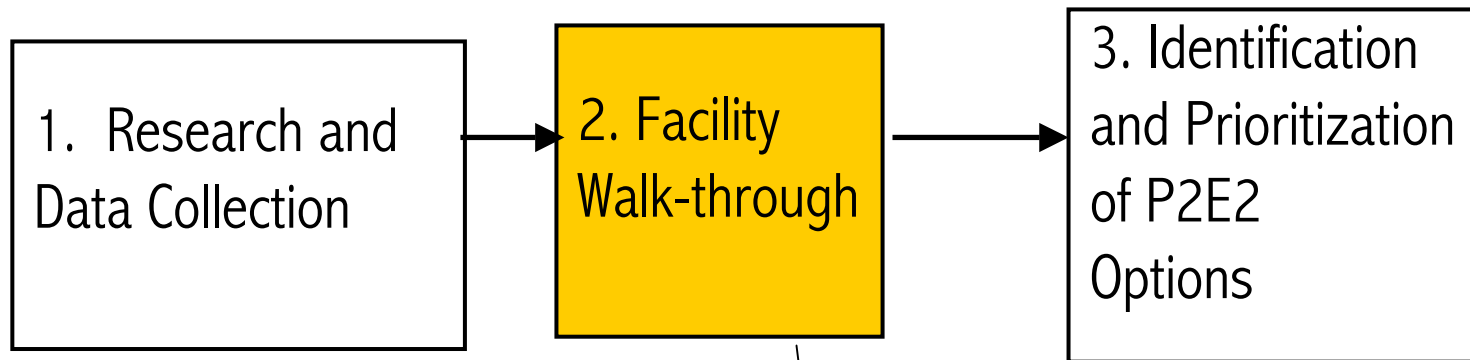 1. Research and
Data Collection
2. Facility
Walk-through
3. Identification
and Prioritization
of P2E2
Options